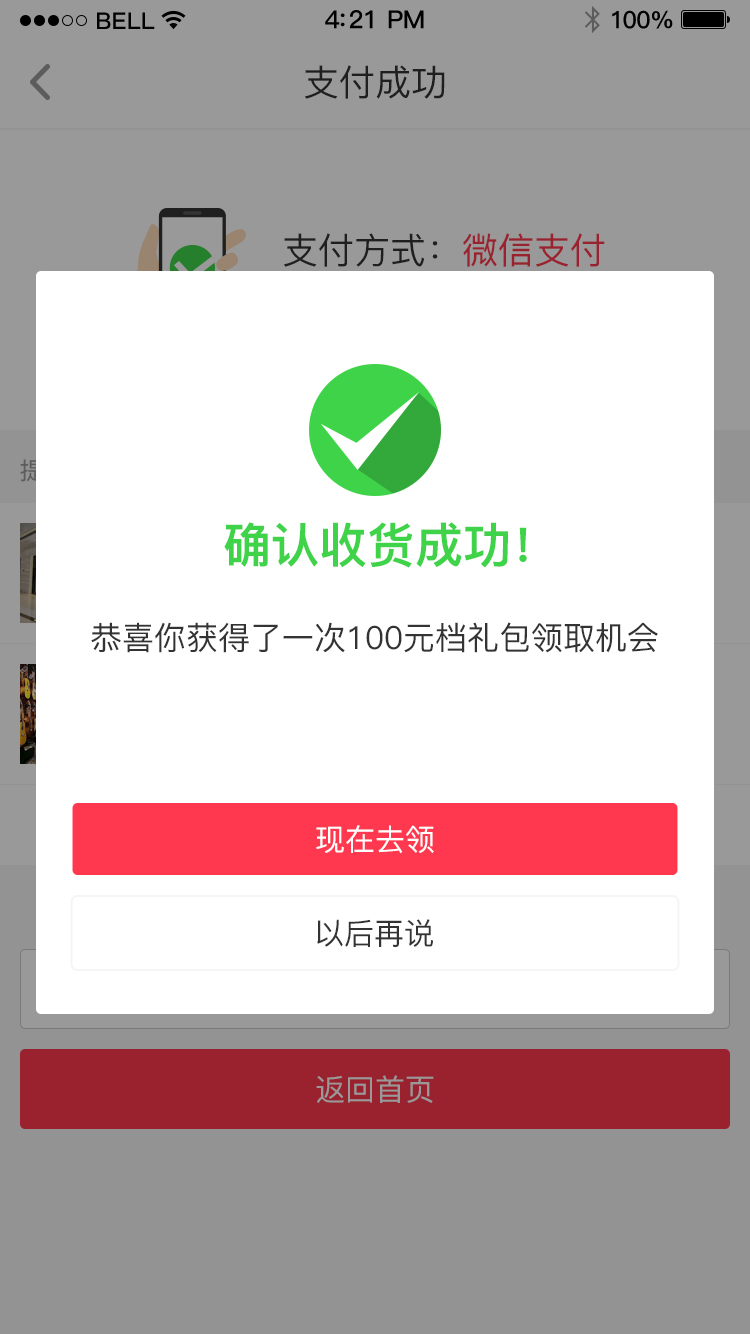 BELL 4:21 PM 100%
支付成功
支付方式：微信支付
确认收货成功！
恭喜你获得了一次100元档礼包领取机会
现在去领
以后再说
返回首页